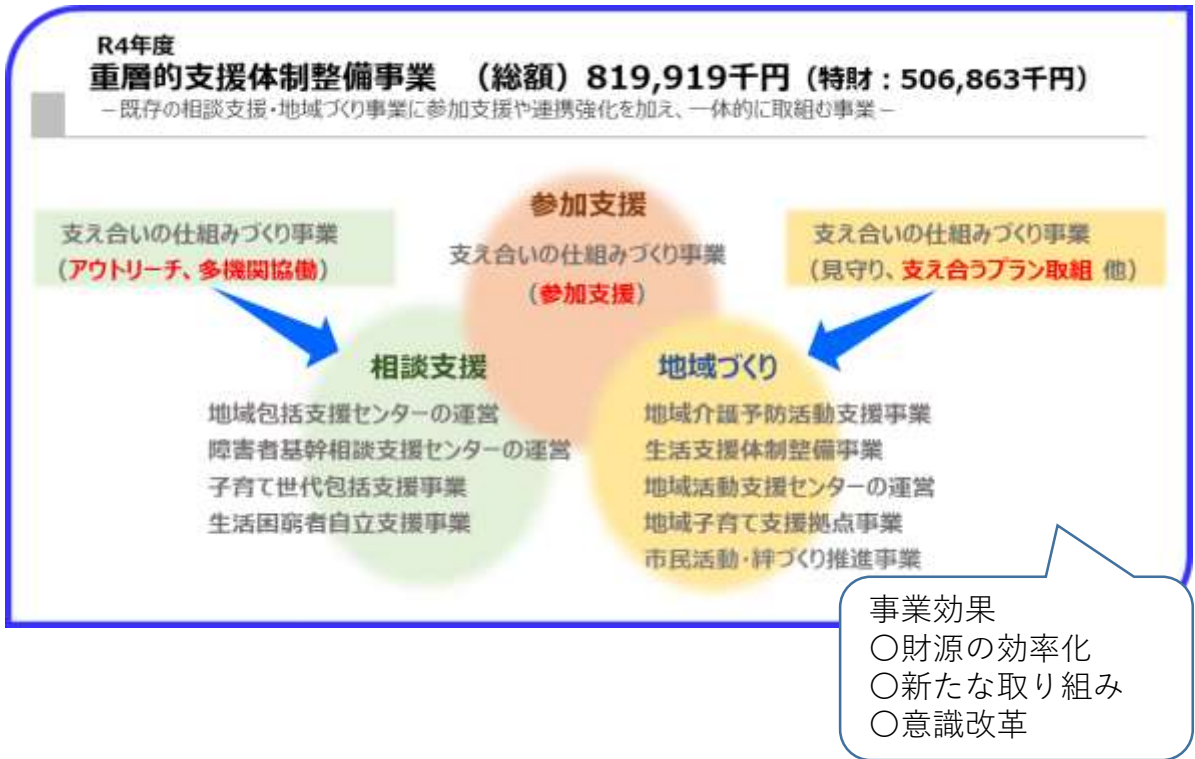 R4年度
重層的支援体制整備事業 （総額）819,919千円（特財：506,863千円）
－既存の相談支援・地域づくり事業に参加支援や連携強化を加え、一体的に取組む事業－
参加支援
支え合いの仕組みづくり事業
（参加支援）
支え合いの仕組みづくり事業
（アウトリーチ、多機関協働）
支え合いの仕組みづくり事業
（見守り、支え合うプラン取組 他）
相談支援
地域包括支援センターの運営
障害者基幹相談支援センターの運営
子育て世代包括支援事業
生活困窮者自立支援事業
地域づくり
地域介護予防活動支援事業
生活支援体制整備事業
地域活動支援センターの運営
地域子育て支援拠点事業
市民活動・絆づくり推進事業
事業効果
〇財源の効率化
〇新たな取り組み
〇意識改革